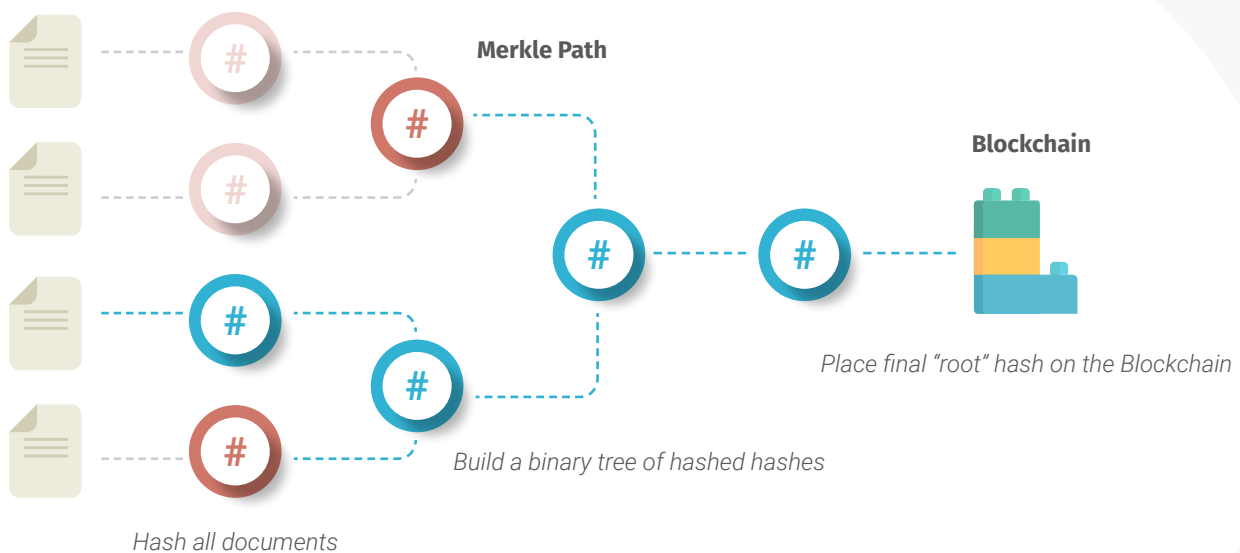 #
Merkle Path
#
#
Blockchain
#
#
#
#
#
Place final “root” hash on the Blockchain
#
Build a binary tree of hashed hashes
Hash all documents